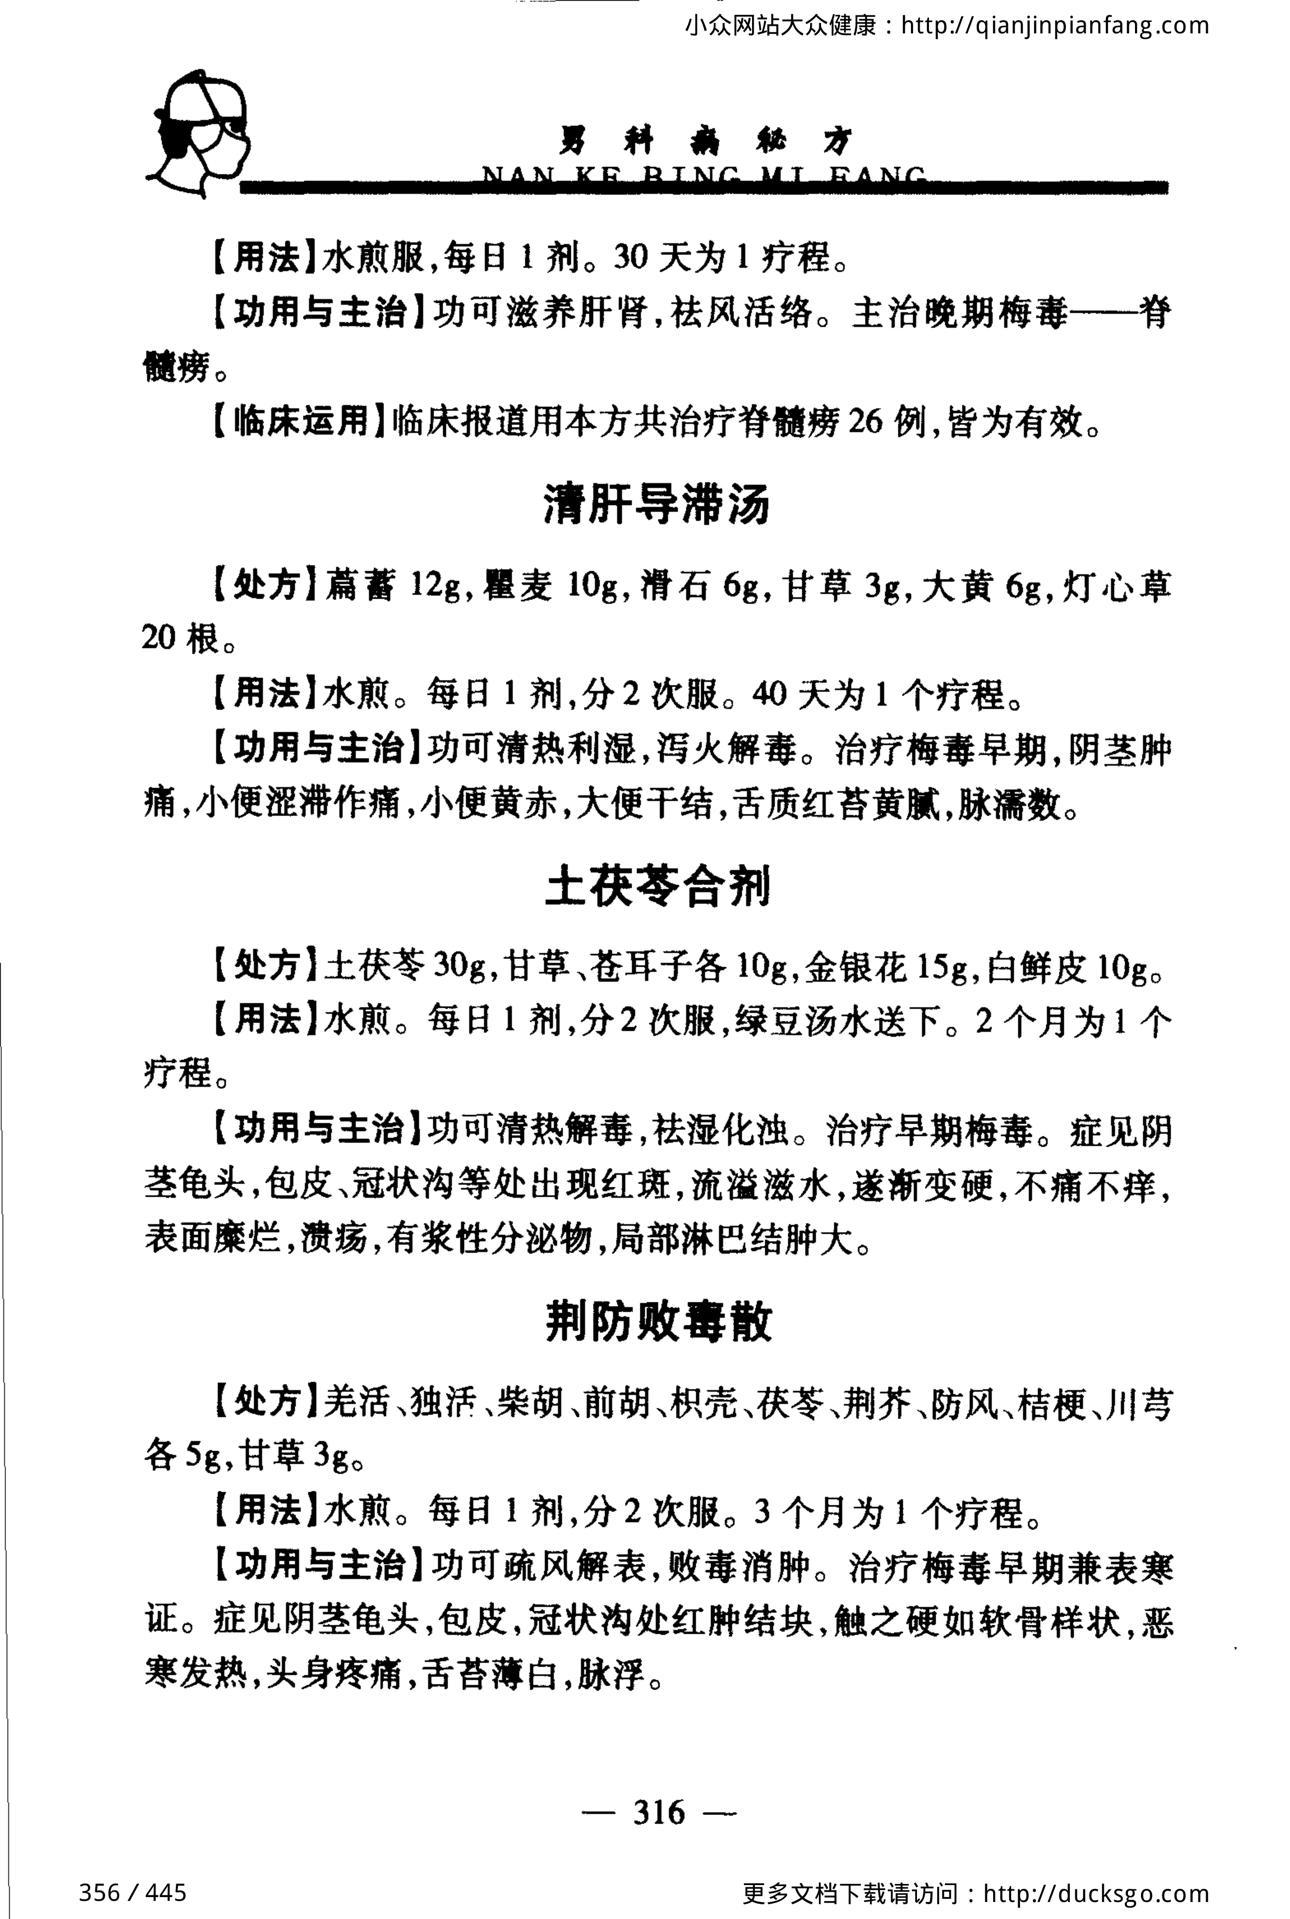 小众网站大众健康：http://qianjinpianfang.com
男科病秘方
NAN KE BING MI FANG
【用法】水煎服，每日1剂。30天为1疗程。
【功用与主治】功可滋养肝肾，祛风活络。主治晚期梅毒——脊
髓痨。
【临床运用】临床报道用本方共治疗脊髓痨26例，皆为有效。
清肝导滞汤
【处方】萹蓄12g，瞿麦10g，滑石6g，甘草3g，大黄6g，灯心草
20根。
【用法】水煎。每日1剂，分2次服。40天为1个疗程。
【功用与主治】功可清热利湿，泻火解毒。治疗梅毒早期，阴茎肿
痛，小便涩滞作痛，小便黄赤，大便干结，舌质红苔黄腻，脉濡数。
土茯苓合剂
【处方】土茯苓30g，甘草、苍耳子各10g，金银花15g，白鲜皮10g。
【用法】水煎。每日1剂，分2次服，绿豆汤水送下。2个月为1个
疗程。
【功用与主治】功可清热解毒，祛湿化浊。治疗早期梅毒。症见阴
茎龟头，包皮、冠状沟等处出现红斑，流溢滋水，遂渐变硬，不痛不痒，
表面糜烂，溃疡，有浆性分泌物，局部淋巴结肿大。
荆防败毒散
【处方】羌活、独活、柴胡、前胡、枳壳、茯苓、荆芥、防风、桔梗、川芎
各5g，甘草3g。
【用法】水煎。每日1剂，分2次服。3个月为1个疗程。
【功用与主治】功可疏风解表，败毒消肿。治疗梅毒早期兼表寒
证。症见阴茎龟头，包皮，冠状沟处红肿结块，触之硬如软骨样状，恶
寒发热，头身疼痛，舌苔薄白，脉浮。
— 316 —
356 / 445
更多文档下载请访问：http://ducksgo.com